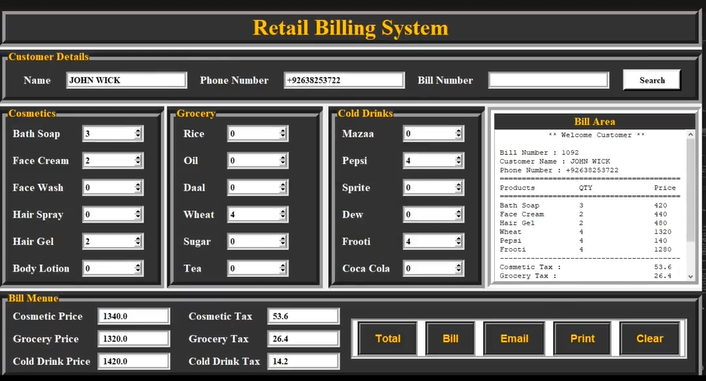 Retail Billing System
Customer Details
Name JOHN WICK Phone Number +92638253722 Bill Number Search
Cosmetics
Bath Soap 3
Face Cream 2
Face Wash 0
Hair Spray 0
Hair Gel 2
Body Lotion 0
Grocery
Rice 0
Oil 0
Daal 0
Wheat 4
Sugar 0
Tea 0
Cold Drinks
Mazaa 0
Pepsi 4
Sprite 0
Dew 0
Frooti 4
Coca Cola 0
Bill Area
** Welcome Customer **
Bill Number : 1092
Customer Name : JOHN WICK
Phone Number : +92638253722
Products QTY Price
Bath Soap 3 420
Face Cream 2 440
Hair Gel 2 480
Wheat 4 1320
Pepsi 4 140
Frooti 4 1280
Cosmetic Tax : 53.6
Grocery Tax : 26.4
Bill Menue
Cosmetic Price 1340.0 Cosmetic Tax 53.6
Grocery Price 1320.0 Grocery Tax 26.4
Cold Drink Price 1420.0 Cold Drink Tax 14.2
Total Bill Email Print Clear